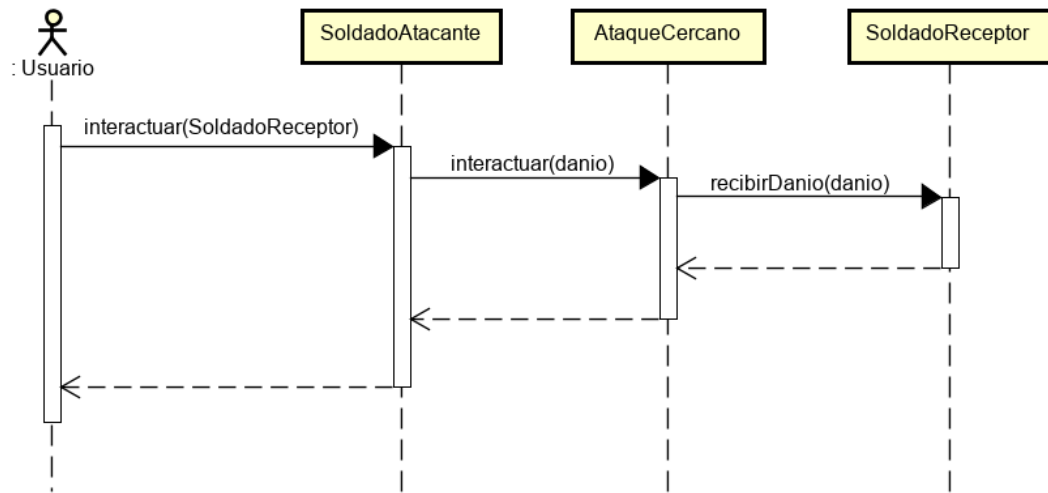 SoldadoAtacante
AtaqueCercano
SoldadoReceptor
: Usuario
interactuar(SoldadoReceptor)
interactuar(danio)
recibirDanio(danio)